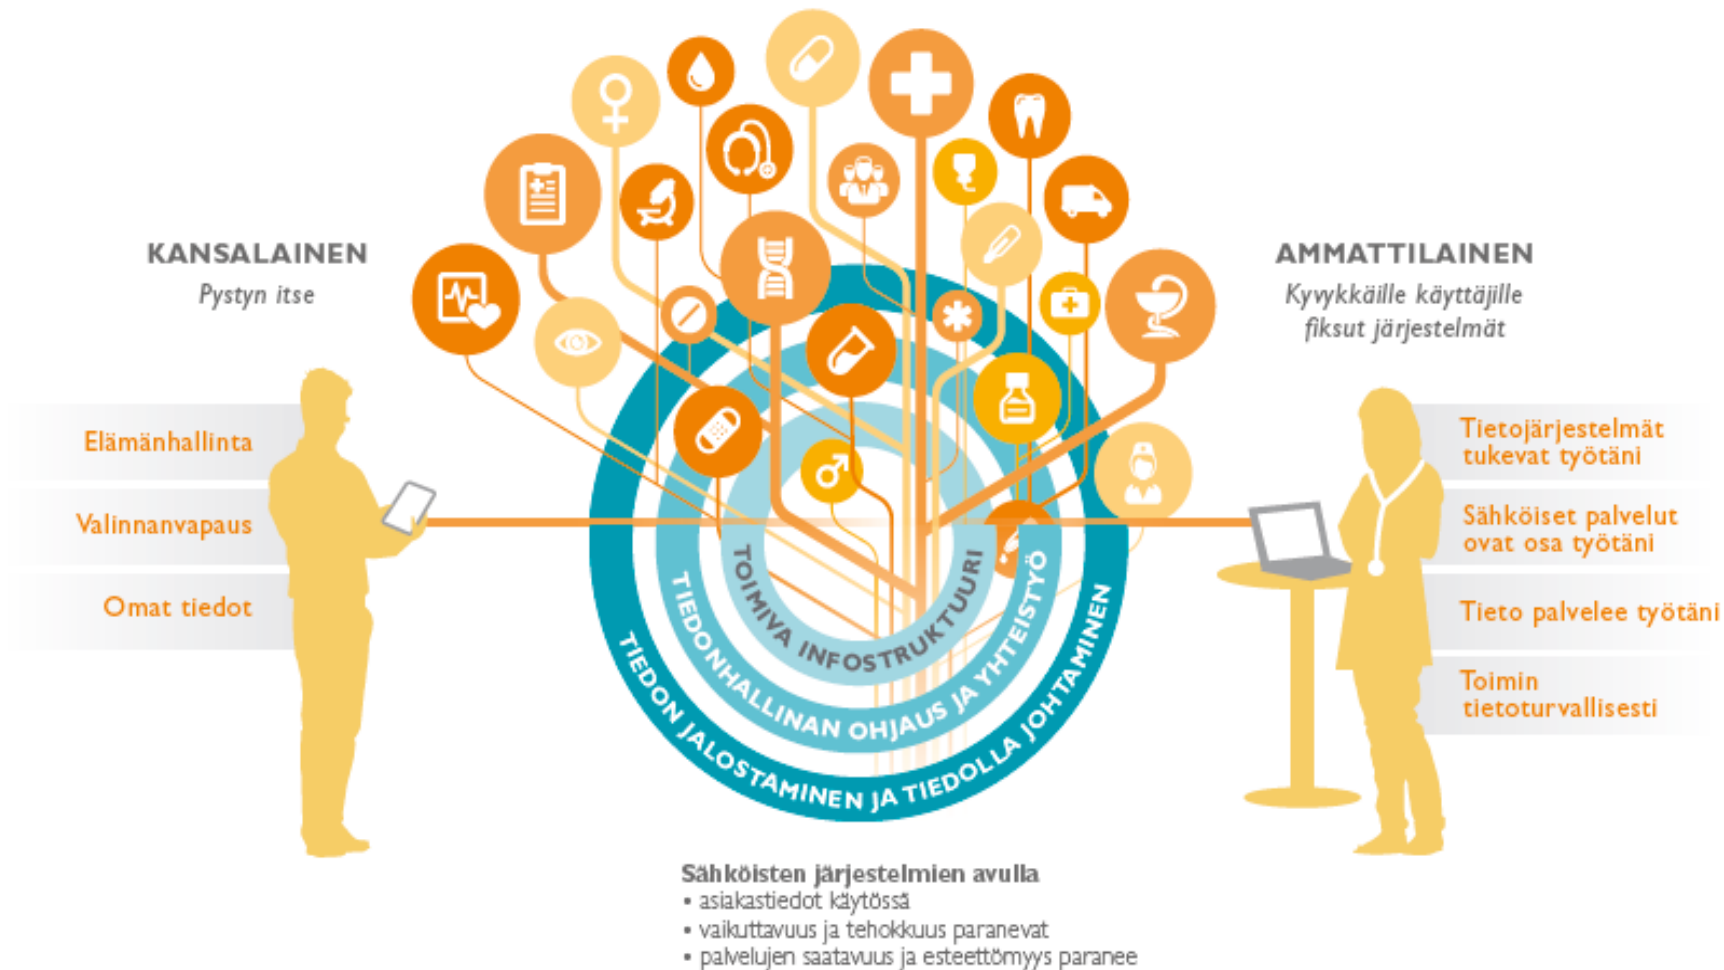 KANSALAINEN
Pystyn itse
Elämänhallinta
Valinnanvapaus
Omat tiedot
TOIMIVA INFOSTRUKTUURI
TIEDONHALLINAN OHJAUS JA YHTEISTYÖ
TIEDON JALOSTAMINEN JA TIEDOLLA JOHTAMINEN
AMMATTILAINEN
Kyvykkäille käyttäjille
fiksut järjestelmät
Tietojärjestelmät
tukevat työtäni
Sähköiset palvelut
ovat osa työtäni
Tieto palvelee työtäni
Toimin
tietoturvallisesti
Sähköisten järjestelmien avulla
• asiakastiedot käytössä
• vaikuttavuus ja tehokkuus paranevat
• palvelujen saatavuus ja esteettömyys paranee